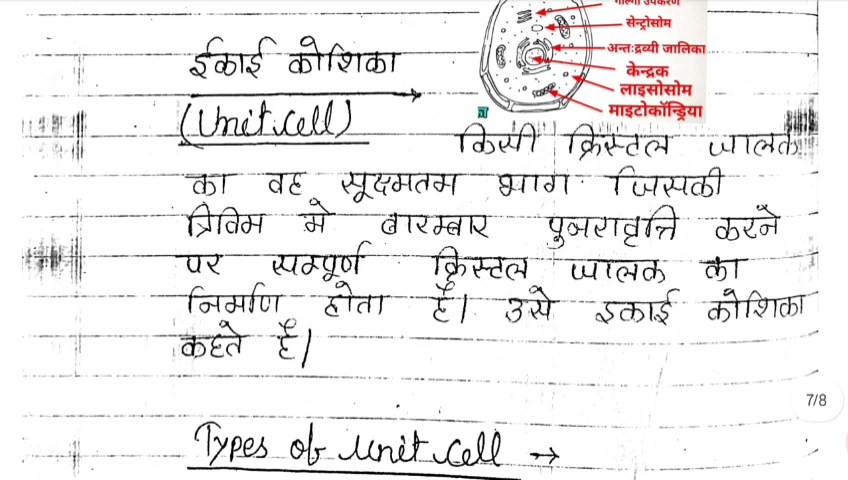 गॉल्जी उपकरण
सेन्ट्रोसोम
अन्तःद्रव्यी जालिका
केन्द्रक
लाइसोसोम
माइटोकॉन्ड्रिया
ईकाई कोशिका
(Unit cell)
किसी क्रिस्टल जालक
का वह सूक्ष्मतम भाग जिसकी
त्रिविम मे बारम्बार पुनरावृत्ति करने
पर सम्पूर्ण क्रिस्टल जालक का
निर्माण होता है। उसे इकाई कोशिका
कहते है।
7/8
Types of unit cell →